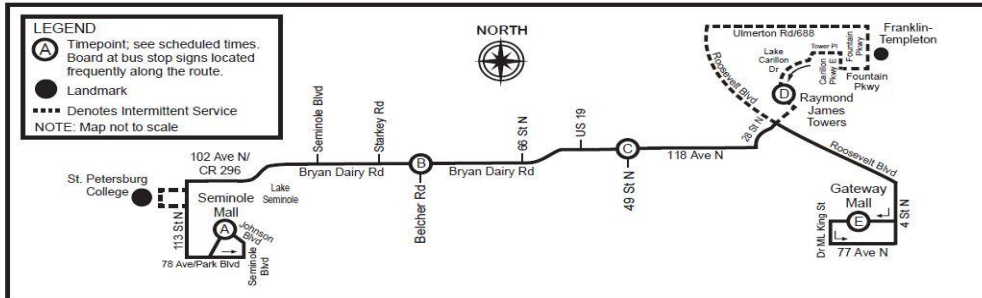 LEGEND
A
Timepoint; see scheduled times.
Board at bus stop signs located
frequently along the route.
Landmark
Denotes Intermittent Service
NOTE: Map not to scale
NORTH
Ulmerton Rd/688
Franklin-
Templeton
Tower Pl
Lake
Carillon
Dr
Carillon
Pkwy E
Fountain
Pkwy
Fountain
Pkwy
Roosevelt Blvd
D
Raymond
James
Towers
28 St N
Seminole Blvd
Starkey Rd
66 St N
US 19
102 Ave N/
CR 296
Bryan Dairy Rd
B
Bryan Dairy Rd
C
118 Ave N
Roosevelt Blvd
St. Petersburg
College
Lake
Seminole
Belcher Rd
49 St N
Seminole
Mall
A
Johnson
Blvd
113 St N
Seminole
Blvd
78 Ave/Park Blvd
Gateway
Mall
E
Dr ML King St
4 St N
77 Ave N